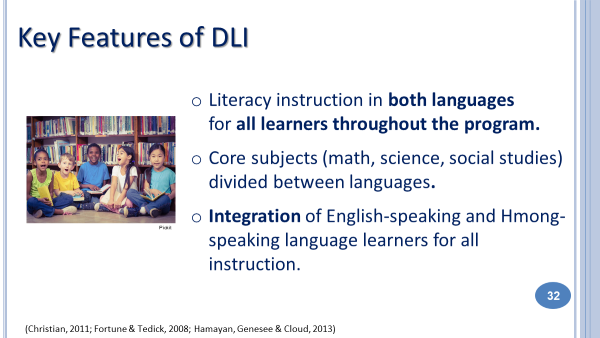 Key Features of DLI
○ Literacy instruction in both languages
for all learners throughout the program.
○ Core subjects (math, science, social studies)
divided between languages.
○ Integration of English-speaking and Hmong-
speaking language learners for all
instruction.
32
(Christian, 2011; Fortune & Tedick, 2008; Hamayan, Genesee & Cloud, 2013)